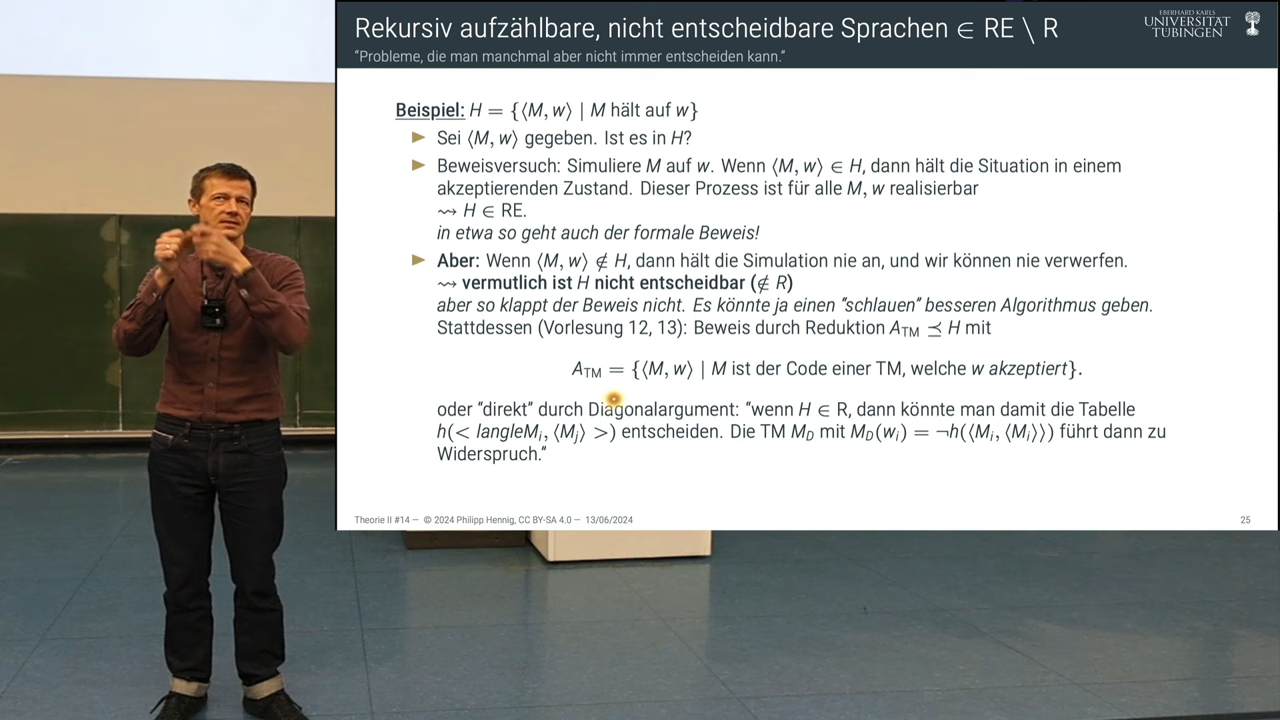 Rekursiv aufzählbare, nicht entscheidbare Sprachen ∈ RE \ R
"Probleme, die man manchmal aber nicht immer entscheiden kann."
EBERHARD KARLS
UNIVERSITÄT
TÜBINGEN
Beispiel: H = {⟨M, w⟩ | M hält auf w}
► Sei ⟨M, w⟩ gegeben. Ist es in H?
► Beweisversuch: Simuliere M auf w. Wenn ⟨M, w⟩ ∈ H, dann hält die Situation in einem
akzeptierenden Zustand. Dieser Prozess ist für alle M, w realisierbar
⇝ H ∈ RE.
in etwa so geht auch der formale Beweis!
► Aber: Wenn ⟨M, w⟩ ∉ H, dann hält die Simulation nie an, und wir können nie verwerfen.
⇝ vermutlich ist H nicht entscheidbar (∉ R)
aber so klappt der Beweis nicht. Es könnte ja einen "schlauen" besseren Algorithmus geben.
Stattdessen (Vorlesung 12, 13): Beweis durch Reduktion A_TM ⪯ H mit
A_TM = {⟨M, w⟩ | M ist der Code einer TM, welche w akzeptiert}.
oder "direkt" durch Diagonalargument: "wenn H ∈ R, dann könnte man damit die Tabelle
h(< langleM_i, ⟨M_j⟩ >) entscheiden. Die TM M_D mit M_D(w_i) = ¬h(⟨M_i, ⟨M_i⟩⟩) führt dann zu
Widerspruch."
Theorie II #14 — © 2024 Philipp Hennig, CC BY-SA 4.0 — 13/06/2024
25